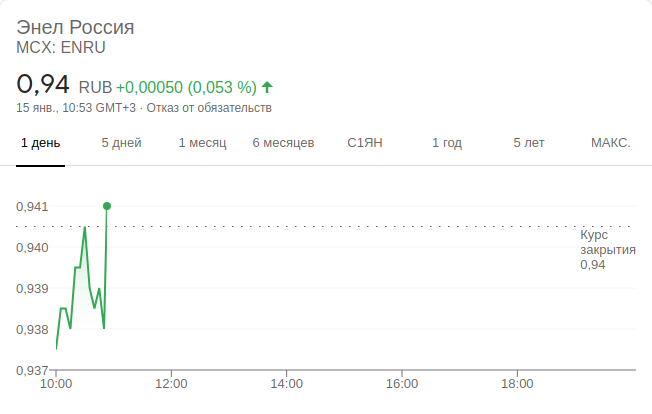 Энел Россия
MCX: ENRU
0,94 RUB +0,00050 (0,053 %)
15 янв., 10:53 GMT+3 · Отказ от обязательств
1 день 5 дней 1 месяц 6 месяцев С1ЯН 1 год 5 лет МАКС.
0,941
Курс
закрытия
0,94
0,940
0,939
0,938
0,937
10:00 12:00 14:00 16:00 18:00